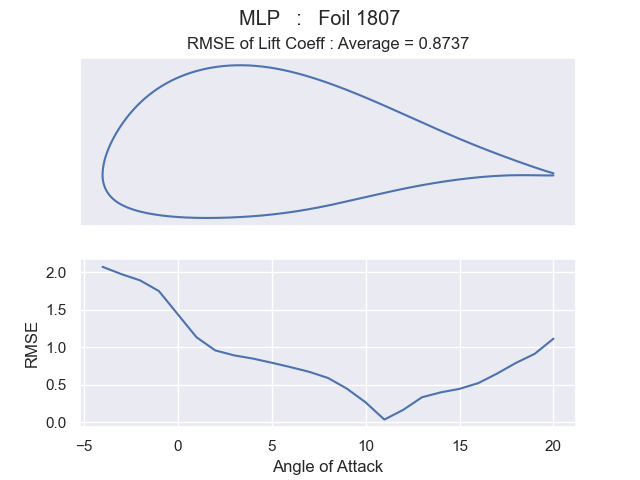 MLP : Foil 1807
RMSE of Lift Coeff : Average = 0.8737
2.0
1.5
1.0
0.5
0.0
RMSE
−5 0 5 10 15 20
Angle of Attack